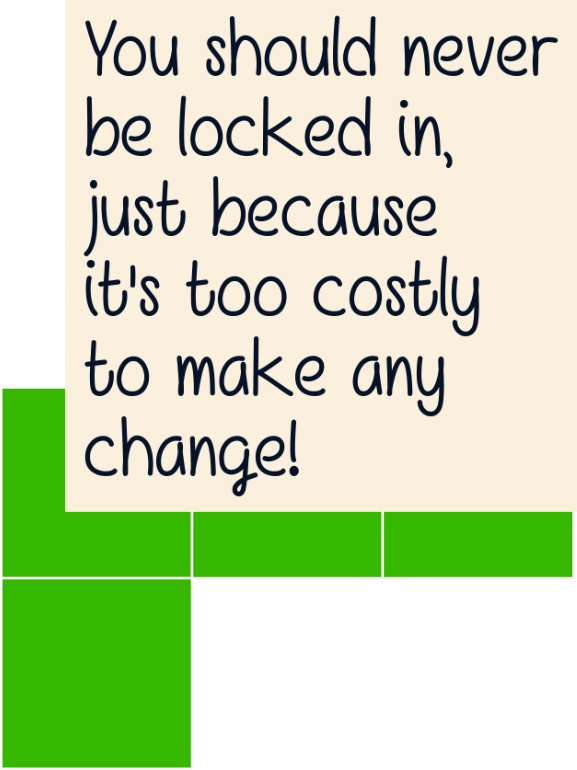 You should never
be locked in,
just because
it's too costly
to make any
change!